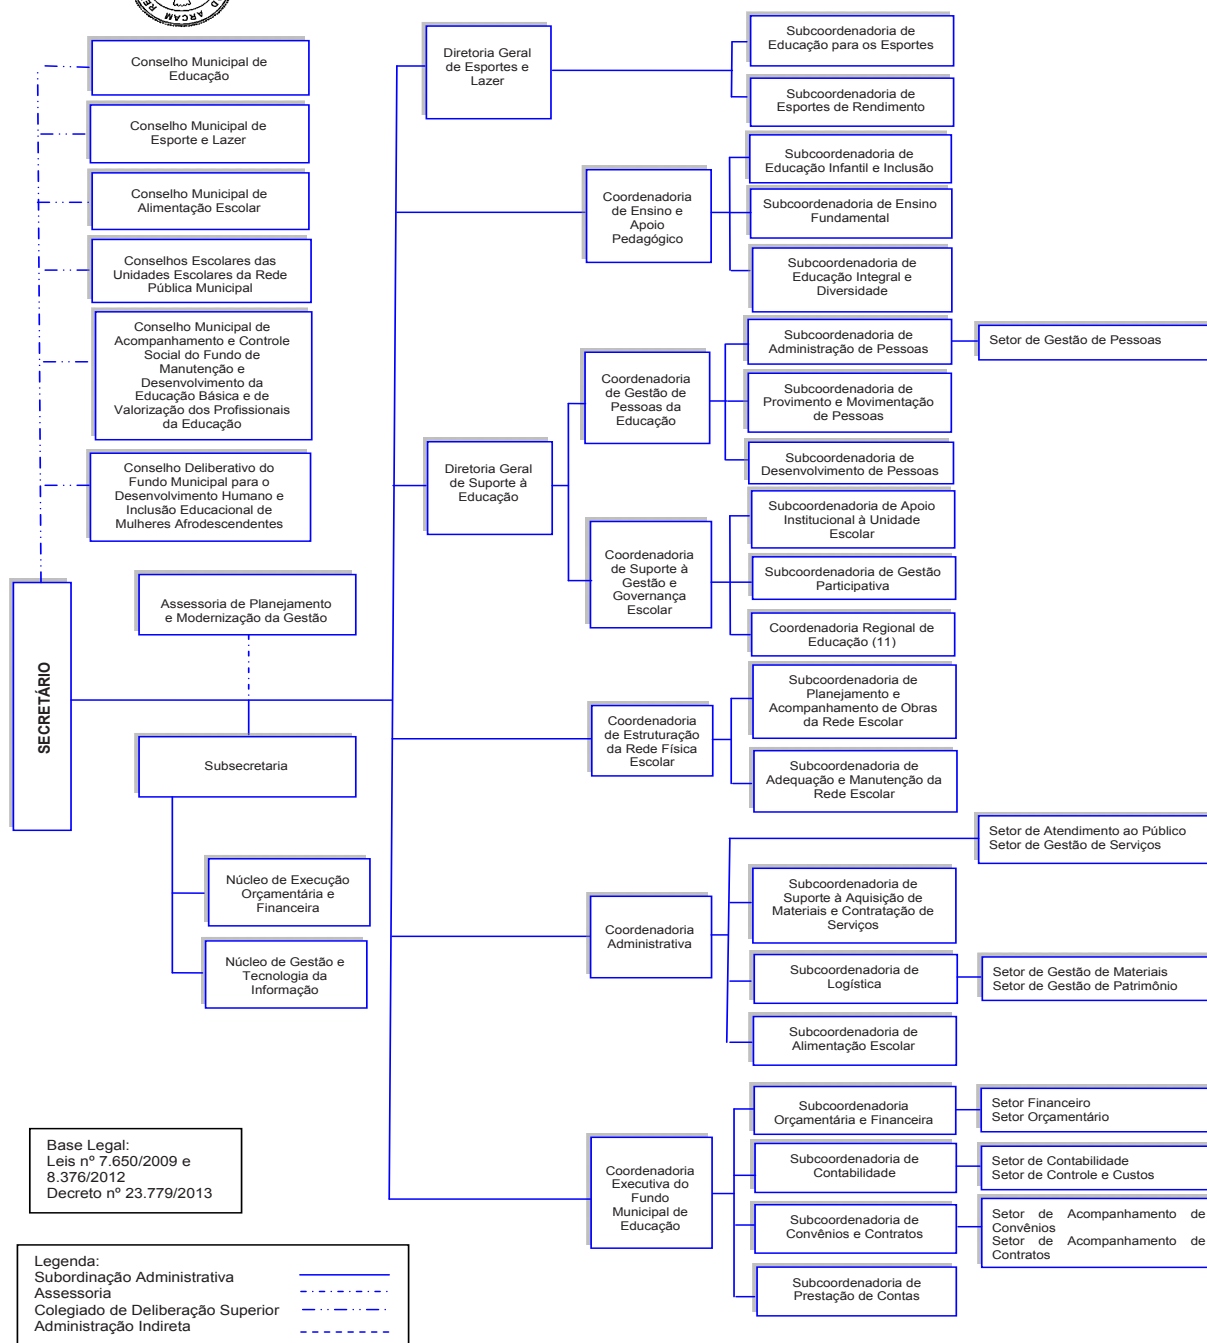 D ARCAM RE
Conselho Municipal de
Educação
Conselho Municipal de
Esporte e Lazer
Conselho Municipal de
Alimentação Escolar
Conselhos Escolares das
Unidades Escolares da Rede
Pública Municipal
Conselho Municipal de
Acompanhamento e Controle
Social do Fundo de
Manutenção e
Desenvolvimento da
Educação Básica e de
Valorização dos Profissionais
da Educação
Conselho Deliberativo do
Fundo Municipal para o
Desenvolvimento Humano e
Inclusão Educacional de
Mulheres Afrodescendentes
SECRETÁRIO
Assessoria de Planejamento
e Modernização da Gestão
Subsecretaria
Núcleo de Execução
Orçamentária e
Financeira
Núcleo de Gestão e
Tecnologia da
Informação
Diretoria Geral
de Esportes e
Lazer
Subcoordenadoria de
Educação para os Esportes
Subcoordenadoria de
Esportes de Rendimento
Coordenadoria
de Ensino e
Apoio
Pedagógico
Subcoordenadoria de
Educação Infantil e Inclusão
Subcoordenadoria de Ensino
Fundamental
Subcoordenadoria de
Educação Integral e
Diversidade
Diretoria Geral
de Suporte à
Educação
Coordenadoria
de Gestão de
Pessoas da
Educação
Subcoordenadoria de
Administração de Pessoas
Setor de Gestão de Pessoas
Subcoordenadoria de
Provimento e Movimentação
de Pessoas
Subcoordenadoria de
Desenvolvimento de Pessoas
Coordenadoria
de Suporte à
Gestão e
Governança
Escolar
Subcoordenadoria de Apoio
Institucional à Unidade
Escolar
Subcoordenadoria de Gestão
Participativa
Coordenadoria Regional de
Educação (11)
Coordenadoria
de Estruturação
da Rede Física
Escolar
Subcoordenadoria de
Planejamento e
Acompanhamento de Obras
da Rede Escolar
Subcoordenadoria de
Adequação e Manutenção da
Rede Escolar
Coordenadoria
Administrativa
Setor de Atendimento ao Público
Setor de Gestão de Serviços
Subcoordenadoria de
Suporte à Aquisição de
Materiais e Contratação de
Serviços
Subcoordenadoria de
Logística
Setor de Gestão de Materiais
Setor de Gestão de Patrimônio
Subcoordenadoria de
Alimentação Escolar
Coordenadoria
Executiva do
Fundo
Municipal de
Educação
Subcoordenadoria
Orçamentária e Financeira
Setor Financeiro
Setor Orçamentário
Subcoordenadoria de
Contabilidade
Setor de Contabilidade
Setor de Controle e Custos
Subcoordenadoria de
Convênios e Contratos
Setor de Acompanhamento de
Convênios
Setor de Acompanhamento de
Contratos
Subcoordenadoria de
Prestação de Contas
Base Legal:
Leis nº 7.650/2009 e
8.376/2012
Decreto nº 23.779/2013
Legenda:
Subordinação Administrativa
Assessoria
Colegiado de Deliberação Superior
Administração Indireta